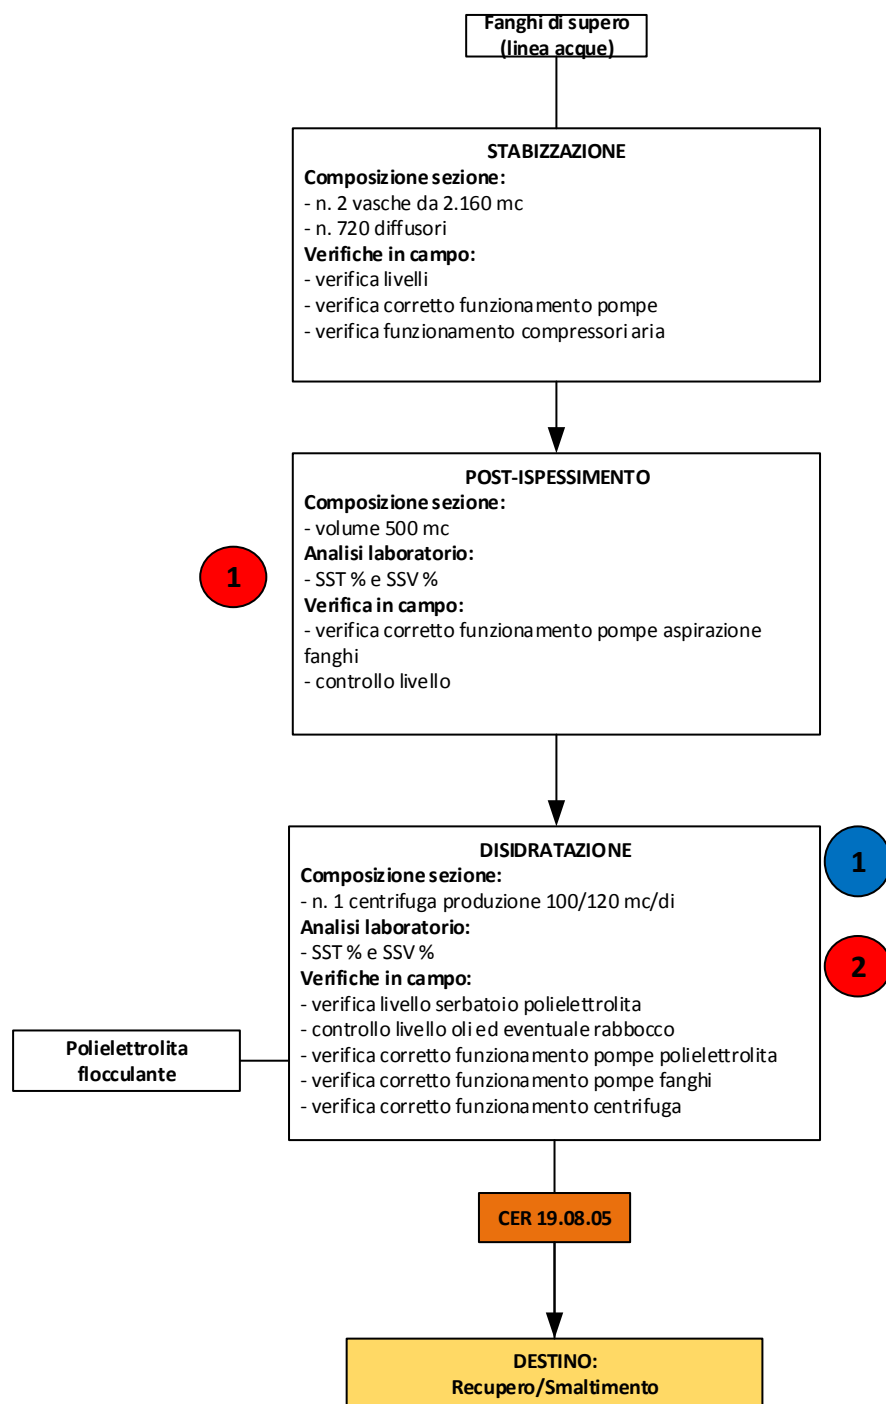 Fanghi di supero
(linea acque)
STABIZZAZIONE
Composizione sezione:
- n. 2 vasche da 2.160 mc
- n. 720 diffusori
Verifiche in campo:
- verifica livelli
- verifica corretto funzionamento pompe
- verifica funzionamento compressori aria
POST-ISPESSIMENTO
Composizione sezione:
- volume 500 mc
Analisi laboratorio:
- SST % e SSV %
Verifica in campo:
- verifica corretto funzionamento pompe aspirazione
fanghi
- controllo livello
1
DISIDRATAZIONE
Composizione sezione:
- n. 1 centrifuga produzione 100/120 mc/di
Analisi laboratorio:
- SST % e SSV %
Verifiche in campo:
- verifica livello serbatoio polielettrolita
- controllo livello oli ed eventuale rabbocco
- verifica corretto funzionamento pompe polielettrolita
- verifica corretto funzionamento pompe fanghi
- verifica corretto funzionamento centrifuga
1
2
Polielettrolita
flocculante
CER 19.08.05
DESTINO:
Recupero/Smaltimento